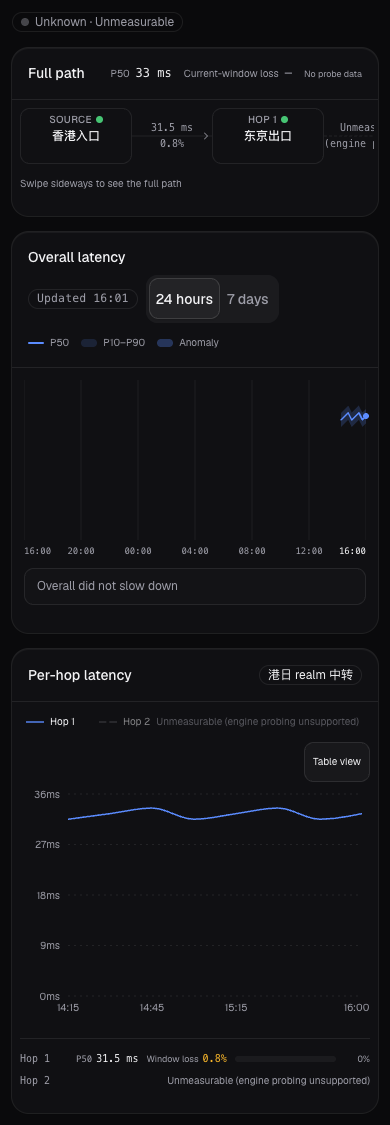 Unknown · Unmeasurable
Full path
P50 33 ms Current-window loss — No probe data
SOURCE
香港入口
31.5 ms
0.8%
HOP 1
东京出口
Unmeas
(engine p
Swipe sideways to see the full path
Overall latency
Updated 16:01
24 hours 7 days
P50 P10–P90 Anomaly
16:00 20:00 00:00 04:00 08:00 12:00 16:00
Overall did not slow down
Per-hop latency
港日 realm 中转
Hop 1 Hop 2 Unmeasurable (engine probing unsupported)
Table view
36ms
27ms
18ms
9ms
0ms
14:15 14:45 15:15 16:00
Hop 1 P50 31.5 ms Window loss 0.8% 0%
Hop 2 Unmeasurable (engine probing unsupported)